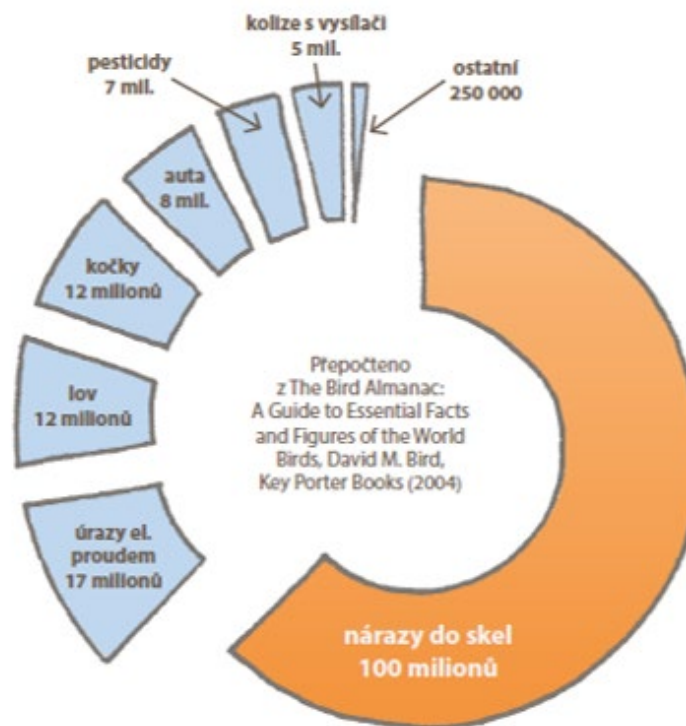 kolize s vysílači
5 mil.
pesticidy
7 mil.
ostatní
250 000
auta
8 mil.
kočky
12 milionů
lov
12 milionů
úrazy el.
proudem
17 milionů
Přepočteno
z The Bird Almanac:
A Guide to Essential Facts
and Figures of the World
Birds, David M. Bird,
Key Porter Books (2004)
nárazy do skel
100 milionů